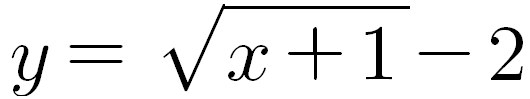 y = √(x + 1) − 2